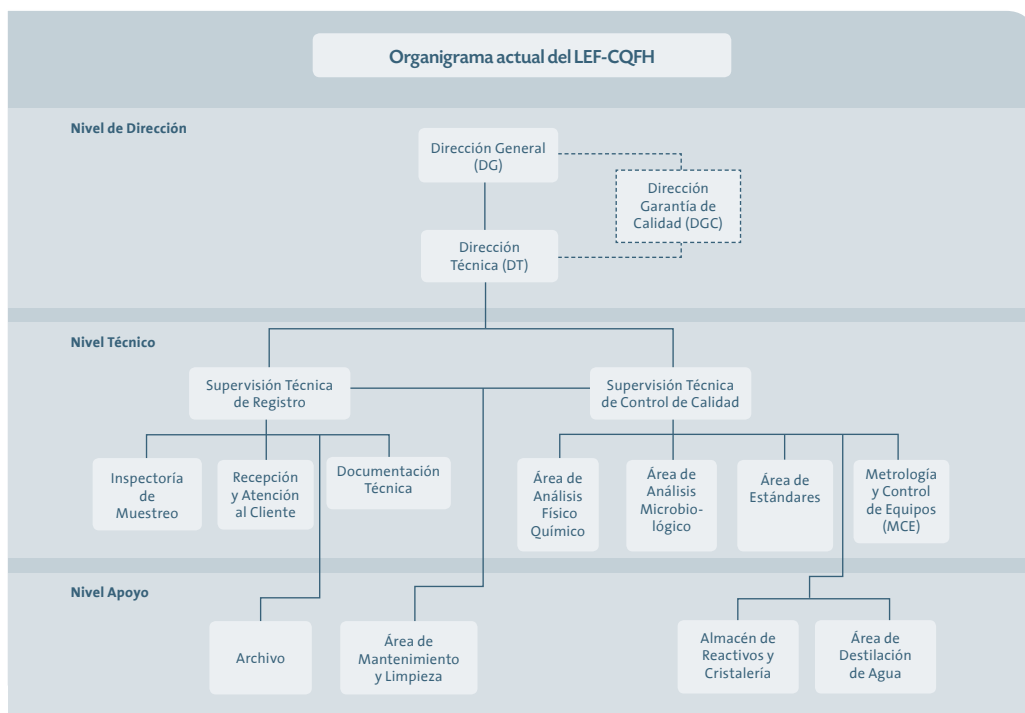 Organigrama actual del LEF-CQFH
Nivel de Dirección
Dirección General
(DG)
Dirección
Garantía de
Calidad (DGC)
Dirección
Técnica (DT)
Nivel Técnico
Supervisión Técnica
de Registro
Supervisión Técnica
de Control de Calidad
Inspectoría
de
Muestreo
Recepción
y Atención
al Cliente
Documentación
Técnica
Área de
Análisis
Físico
Químico
Área de
Análisis
Microbio-
lógico
Área de
Estándares
Metrología
y Control
de Equipos
(MCE)
Nivel Apoyo
Archivo
Área de
Mantenimiento
y Limpieza
Almacén de
Reactivos y
Cristalería
Área de
Destilación
de Agua